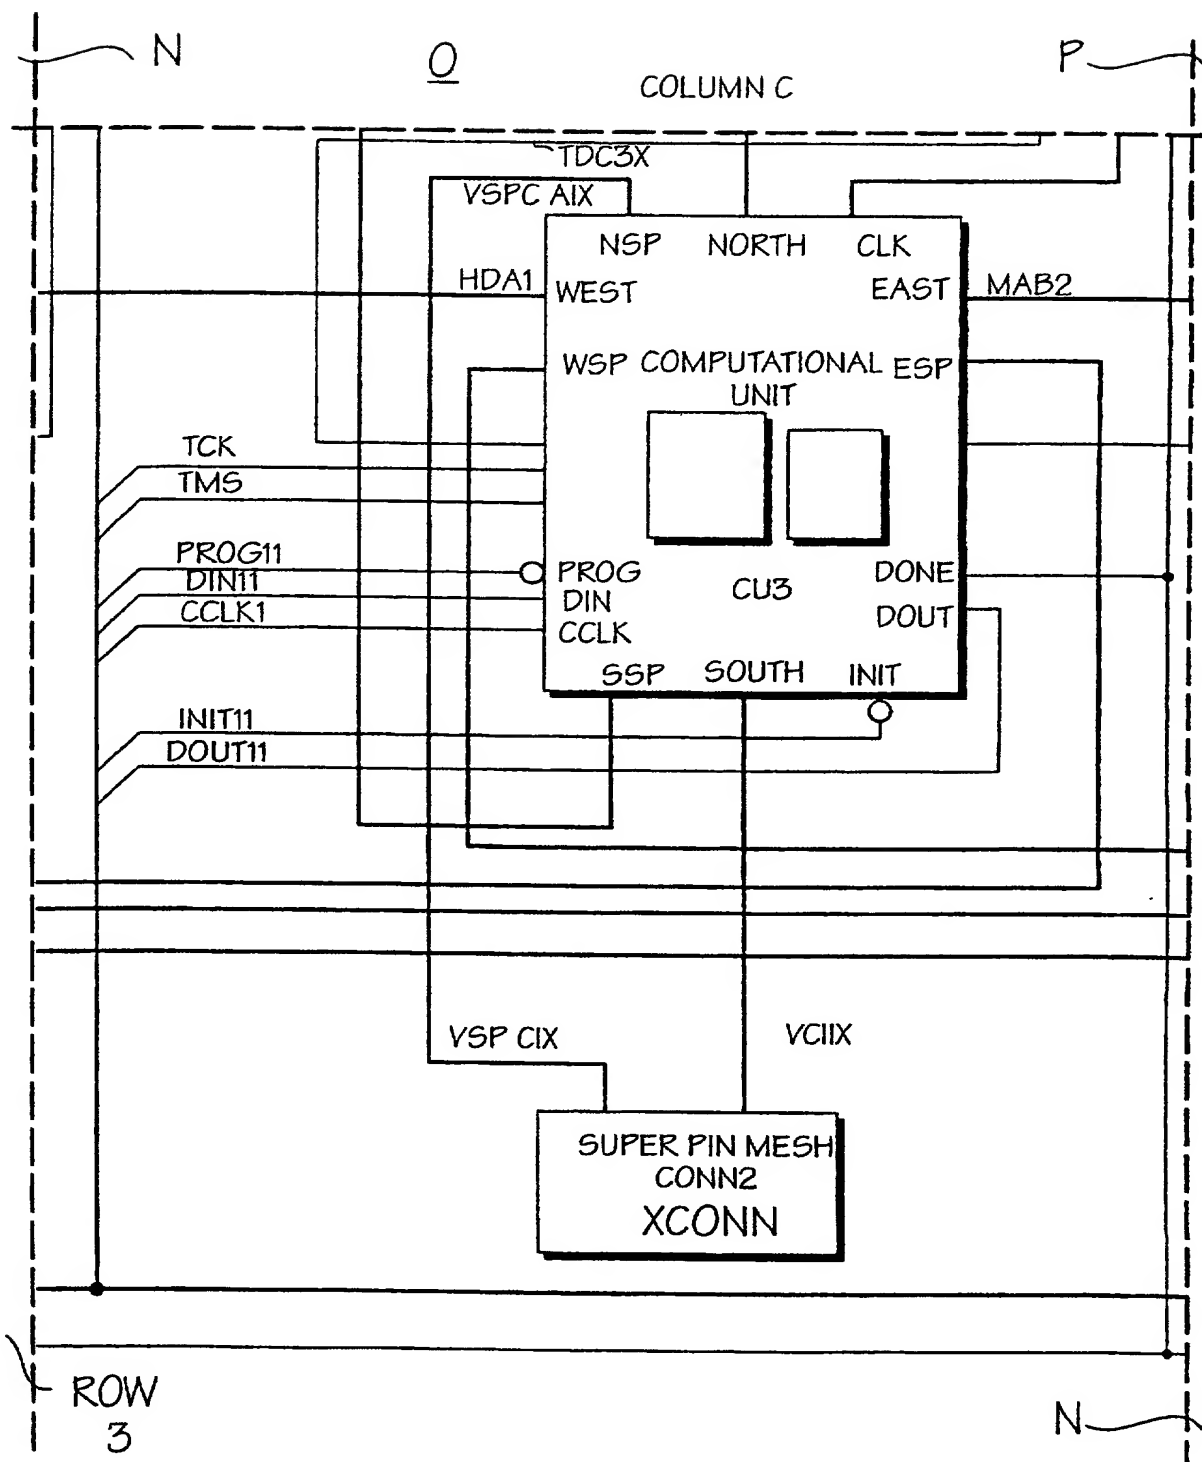 N
O
P
COLUMN C
TDC3X
VSPC AIX
NSP NORTH CLK
HDA1 WEST
EAST MAB2
WSP COMPUTATIONAL ESP
UNIT
TCK
TMS
PROG11
PROG
DONE
DIN11
DIN
CU3
DOUT
CCLK1
CCLK
SSP SOUTH INIT
INIT11
DOUT11
VSP CIX
VCIIX
SUPER PIN MESH
CONN2
XCONN
ROW
3
N